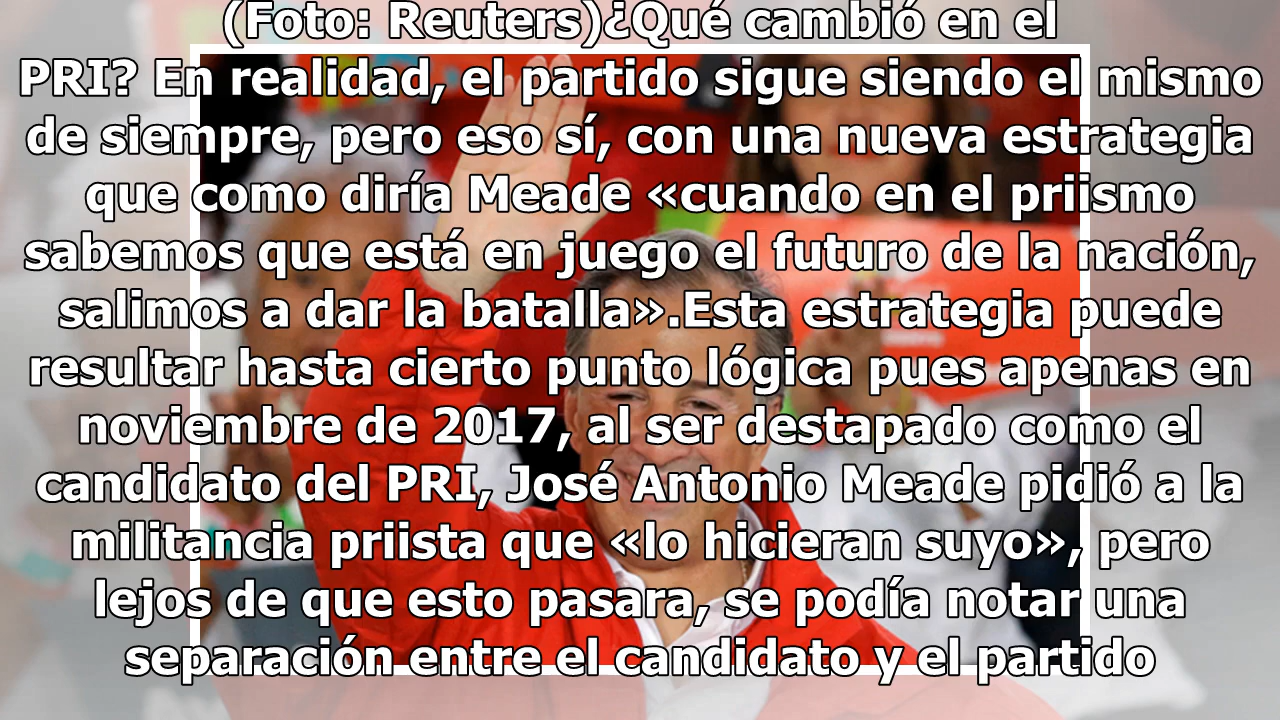 (Foto: Reuters)¿Qué cambió en el
PRI? En realidad, el partido sigue siendo el mismo
de siempre, pero eso sí, con una nueva estrategia
que como diría Meade «cuando en el priismo
sabemos que está en juego el futuro de la nación,
salimos a dar la batalla».Esta estrategia puede
resultar hasta cierto punto lógica pues apenas en
noviembre de 2017, al ser destapado como el
candidato del PRI, José Antonio Meade pidió a la
militancia priista que «lo hicieran suyo», pero
lejos de que esto pasara, se podía notar una
separación entre el candidato y el partido